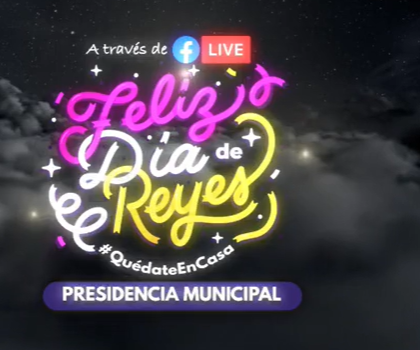 A través de f LIVE
Feliz
Día de
Reyes
#QuédateEnCasa
PRESIDENCIA MUNICIPAL